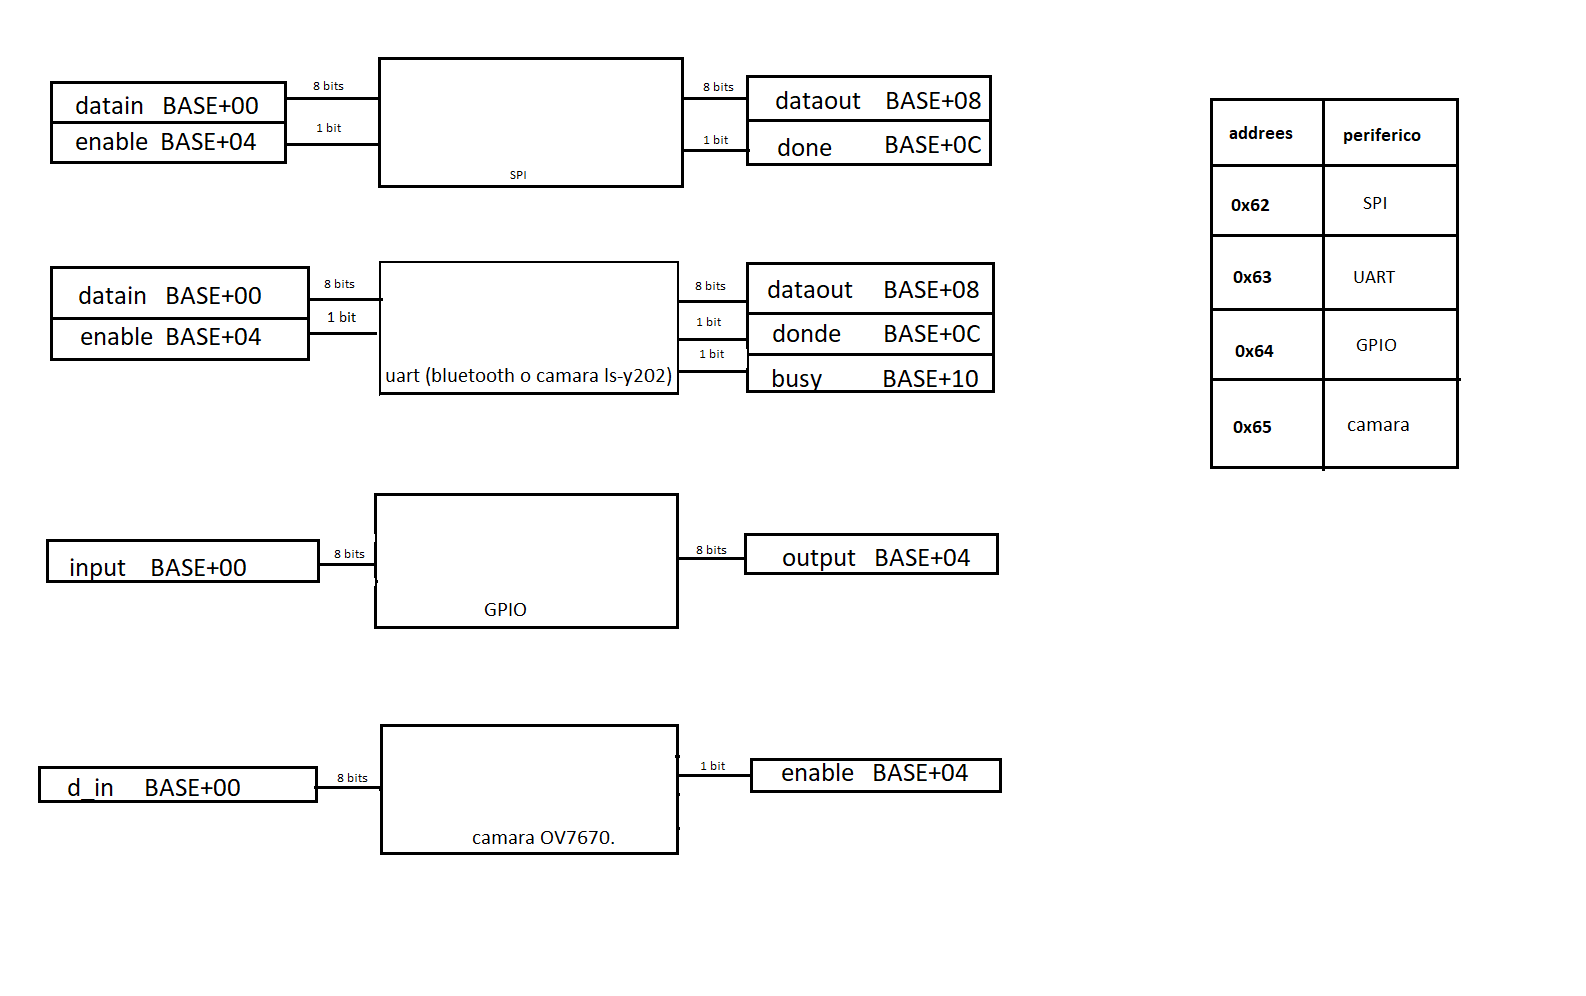 8 bits
datain BASE+00
1 bit
enable BASE+04
SPI
8 bits
dataout BASE+08
1 bit
done BASE+0C
8 bits
datain BASE+00
1 bit
enable BASE+04
uart (bluetooth o camara ls-y202)
8 bits
dataout BASE+08
1 bit
donde BASE+0C
1 bit
busy BASE+10
input BASE+00
8 bits
GPIO
8 bits
output BASE+04
d_in BASE+00
8 bits
camara OV7670.
1 bit
enable BASE+04
addrees periferico
0x62 SPI
0x63 UART
0x64 GPIO
0x65 camara